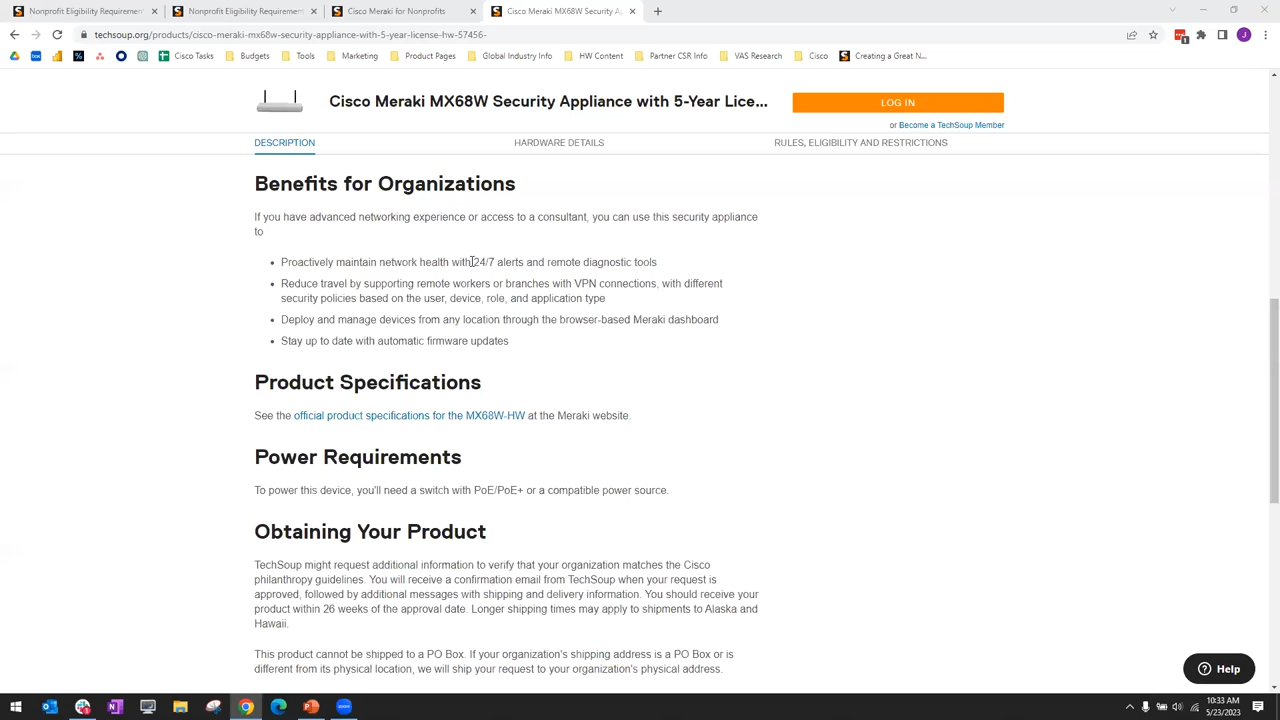 Nonprofit Eligibility Requirement
Nonprofit Eligibility Requirement
Cisco Meraki for Nonprofits
Cisco Meraki MX68W Security Ap
techsoup.org/products/cisco-meraki-mx68w-security-appliance-with-5-year-license-hw-57456-
1
J
box
Cisco Tasks
Budgets
Tools
Marketing
Product Pages
Global Industry Info
HW Content
Partner CSR Info
VAS Research
Cisco
Creating a Great N...
Cisco Meraki MX68W Security Appliance with 5-Year Lice...
LOG IN
or Become a TechSoup Member
DESCRIPTION
HARDWARE DETAILS
RULES, ELIGIBILITY AND RESTRICTIONS
Benefits for Organizations
If you have advanced networking experience or access to a consultant, you can use this security appliance
to
• Proactively maintain network health with 24/7 alerts and remote diagnostic tools
• Reduce travel by supporting remote workers or branches with VPN connections, with different
security policies based on the user, device, role, and application type
• Deploy and manage devices from any location through the browser-based Meraki dashboard
• Stay up to date with automatic firmware updates
Product Specifications
See the official product specifications for the MX68W-HW at the Meraki website.
Power Requirements
To power this device, you'll need a switch with PoE/PoE+ or a compatible power source.
Obtaining Your Product
TechSoup might request additional information to verify that your organization matches the Cisco
philanthropy guidelines. You will receive a confirmation email from TechSoup when your request is
approved, followed by additional messages with shipping and delivery information. You should receive your
product within 26 weeks of the approval date. Longer shipping times may apply to shipments to Alaska and
Hawaii.
This product cannot be shipped to a PO Box. If your organization's shipping address is a PO Box or is
different from its physical location, we will ship your request to your organization's physical address.
Help
10:33 AM
5/23/2023